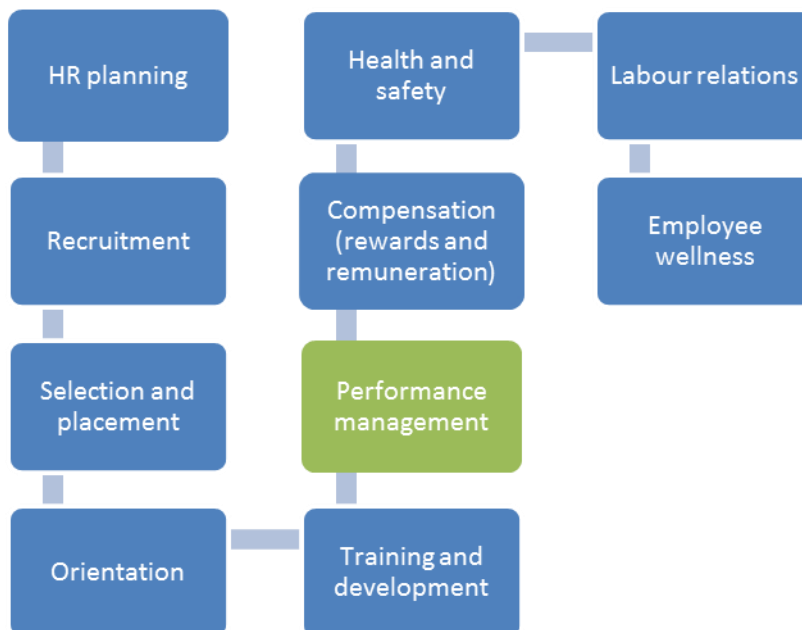 HR planning
Recruitment
Selection and
placement
Orientation
Training and
development
Performance
management
Compensation
(rewards and
remuneration)
Health and
safety
Labour relations
Employee
wellness